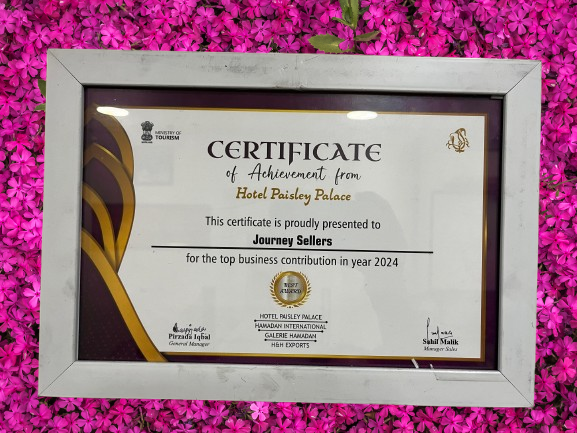 MINISTRY OF
TOURISM
CERTIFICATE
of Achievement from
Hotel Paisley Palace
This certificate is proudly presented to
Journey Sellers
for the top business contribution in year 2024
BEST
AWARD
HOTEL PAISLEY PALACE
HAMADAN INTERNATIONAL
GALERIE HAMADAN
H&H EXPORTS
Pirzada Iqbal
General Manager
Sahil Malik
Manager Sales